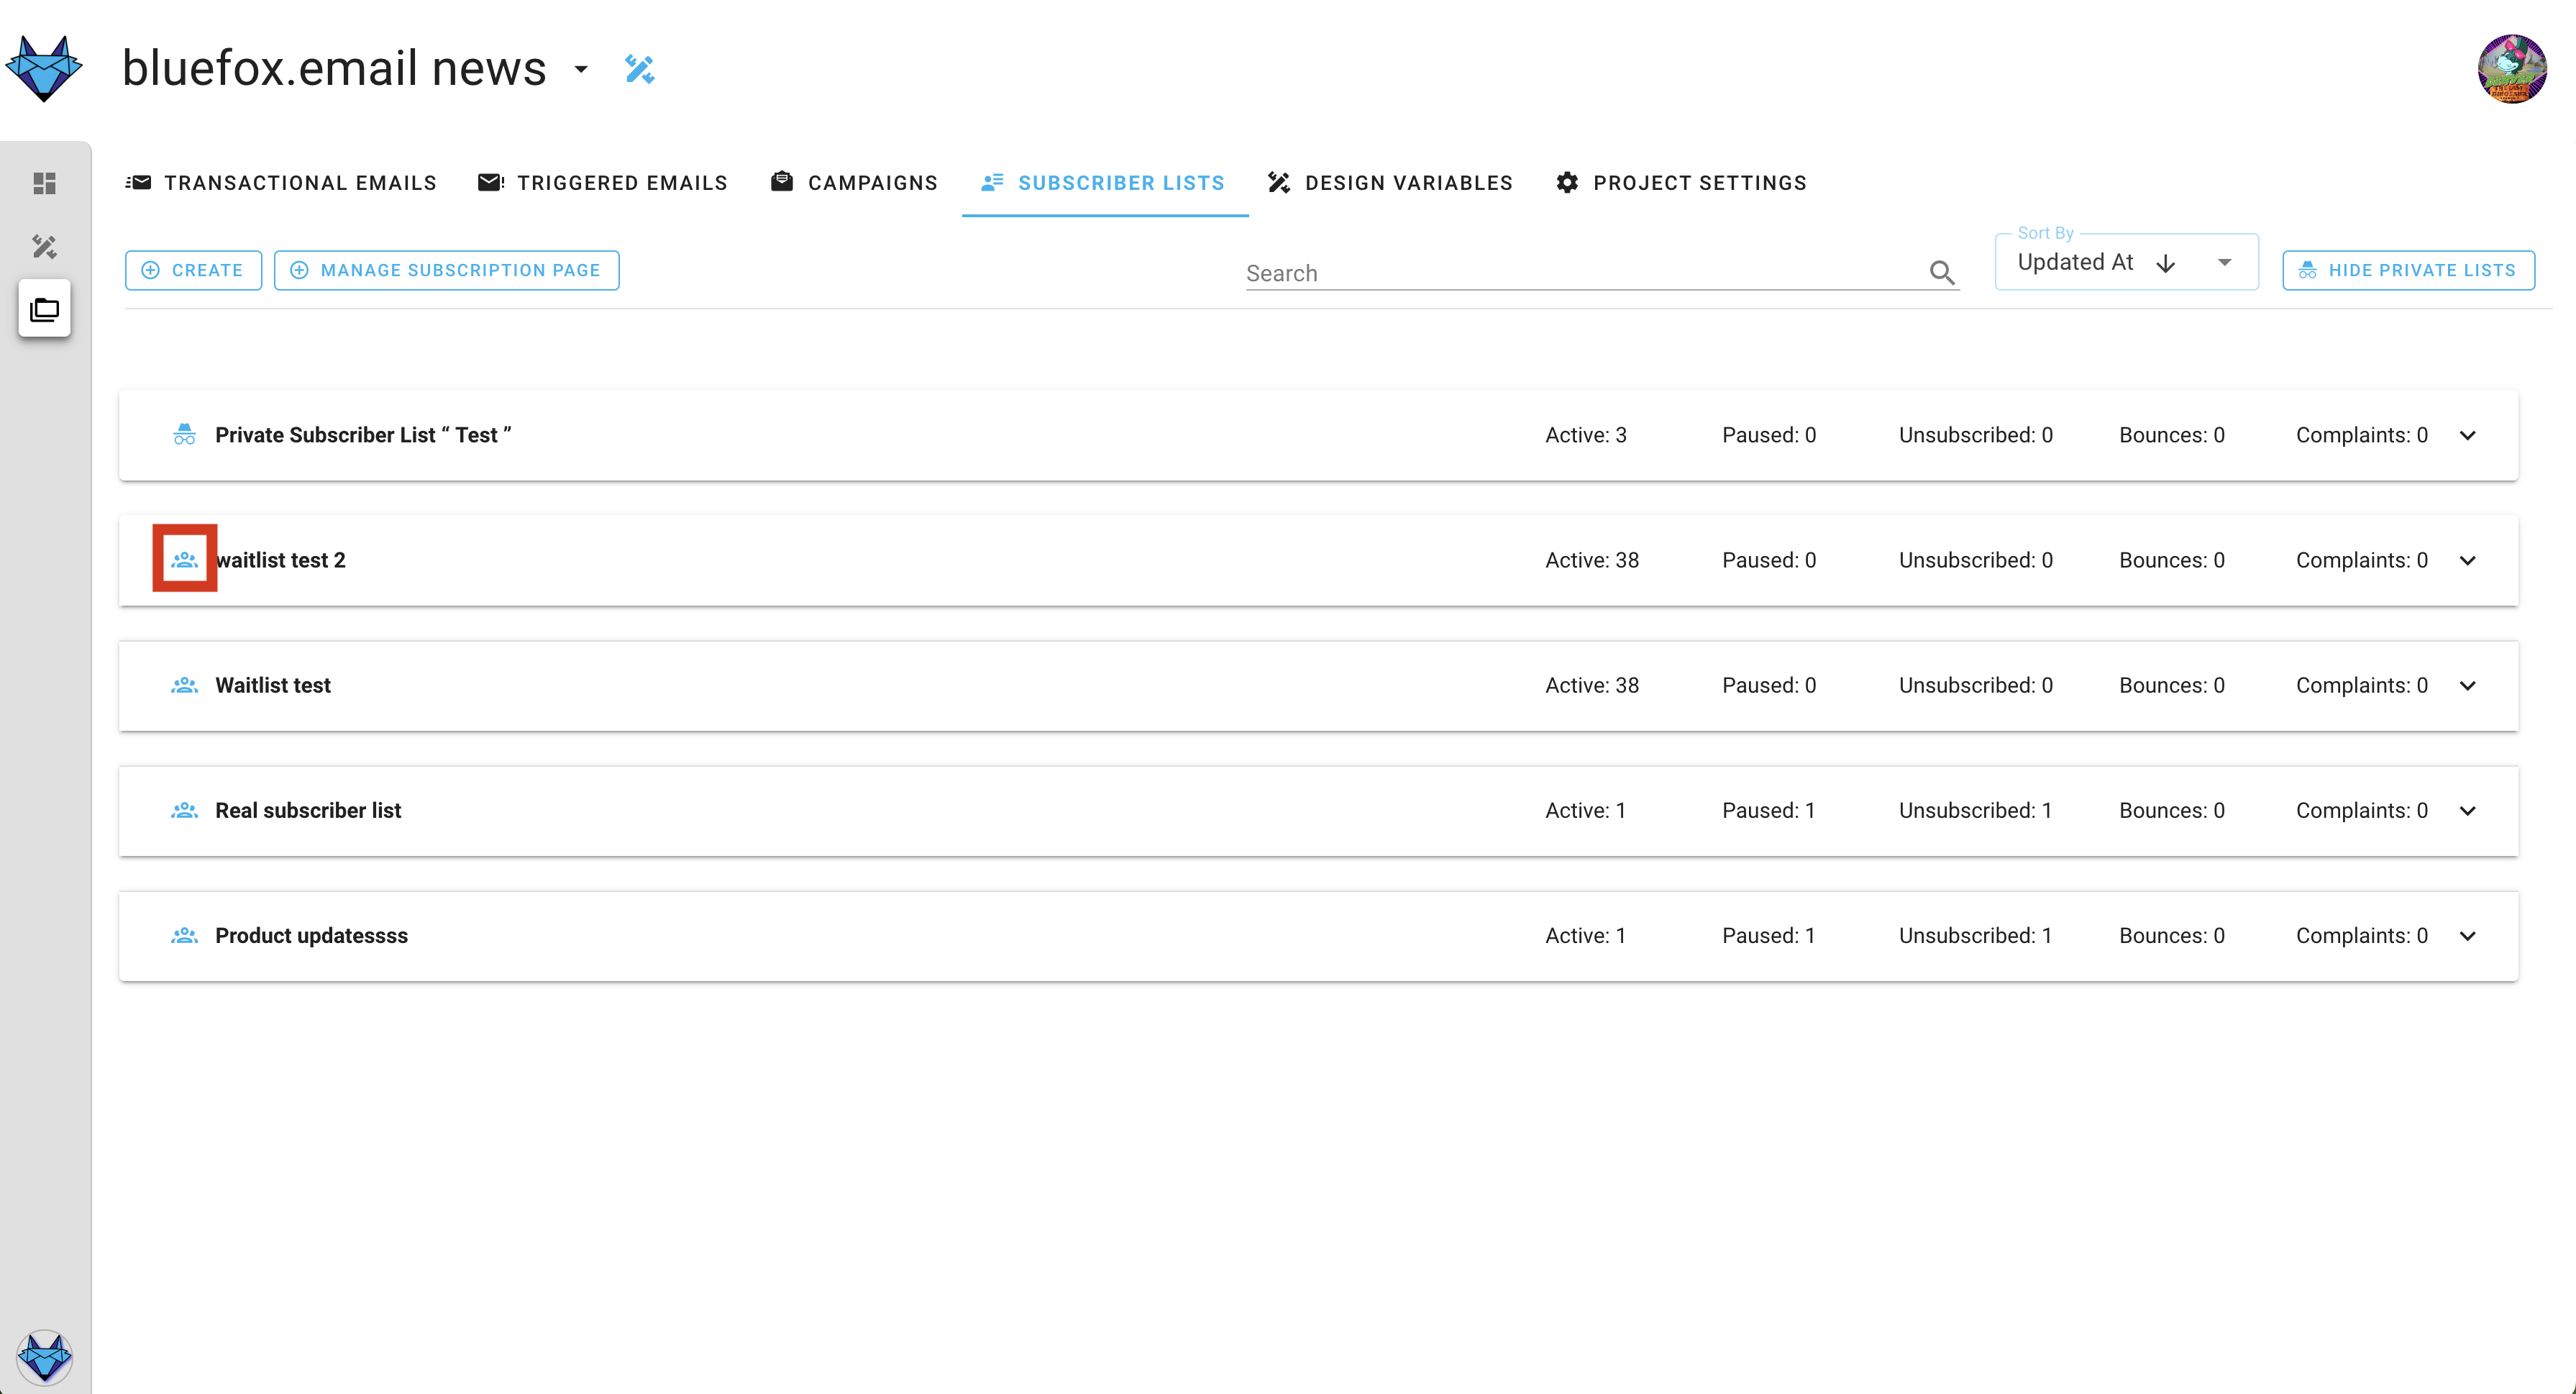 bluefox.email news
TRANSACTIONAL EMAILS
TRIGGERED EMAILS
CAMPAIGNS
SUBSCRIBER LISTS
DESIGN VARIABLES
PROJECT SETTINGS
CREATE
MANAGE SUBSCRIPTION PAGE
Search
Sort By
Updated At
HIDE PRIVATE LISTS
Private Subscriber List “ Test ” Active: 3 Paused: 0 Unsubscribed: 0 Bounces: 0 Complaints: 0
waitlist test 2 Active: 38 Paused: 0 Unsubscribed: 0 Bounces: 0 Complaints: 0
Waitlist test Active: 38 Paused: 0 Unsubscribed: 0 Bounces: 0 Complaints: 0
Real subscriber list Active: 1 Paused: 1 Unsubscribed: 1 Bounces: 0 Complaints: 0
Product updatessss Active: 1 Paused: 1 Unsubscribed: 1 Bounces: 0 Complaints: 0